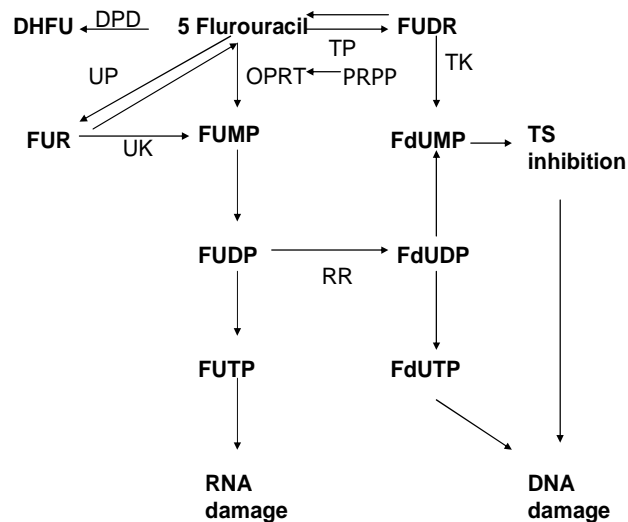 DHFU DPD 5 Flurouracil FUDR
TP
UP OPRT PRPP TK
FUR UK FUMP FdUMP TS
inhibition
FUDP RR FdUDP
FUTP FdUTP
RNA DNA
damage damage